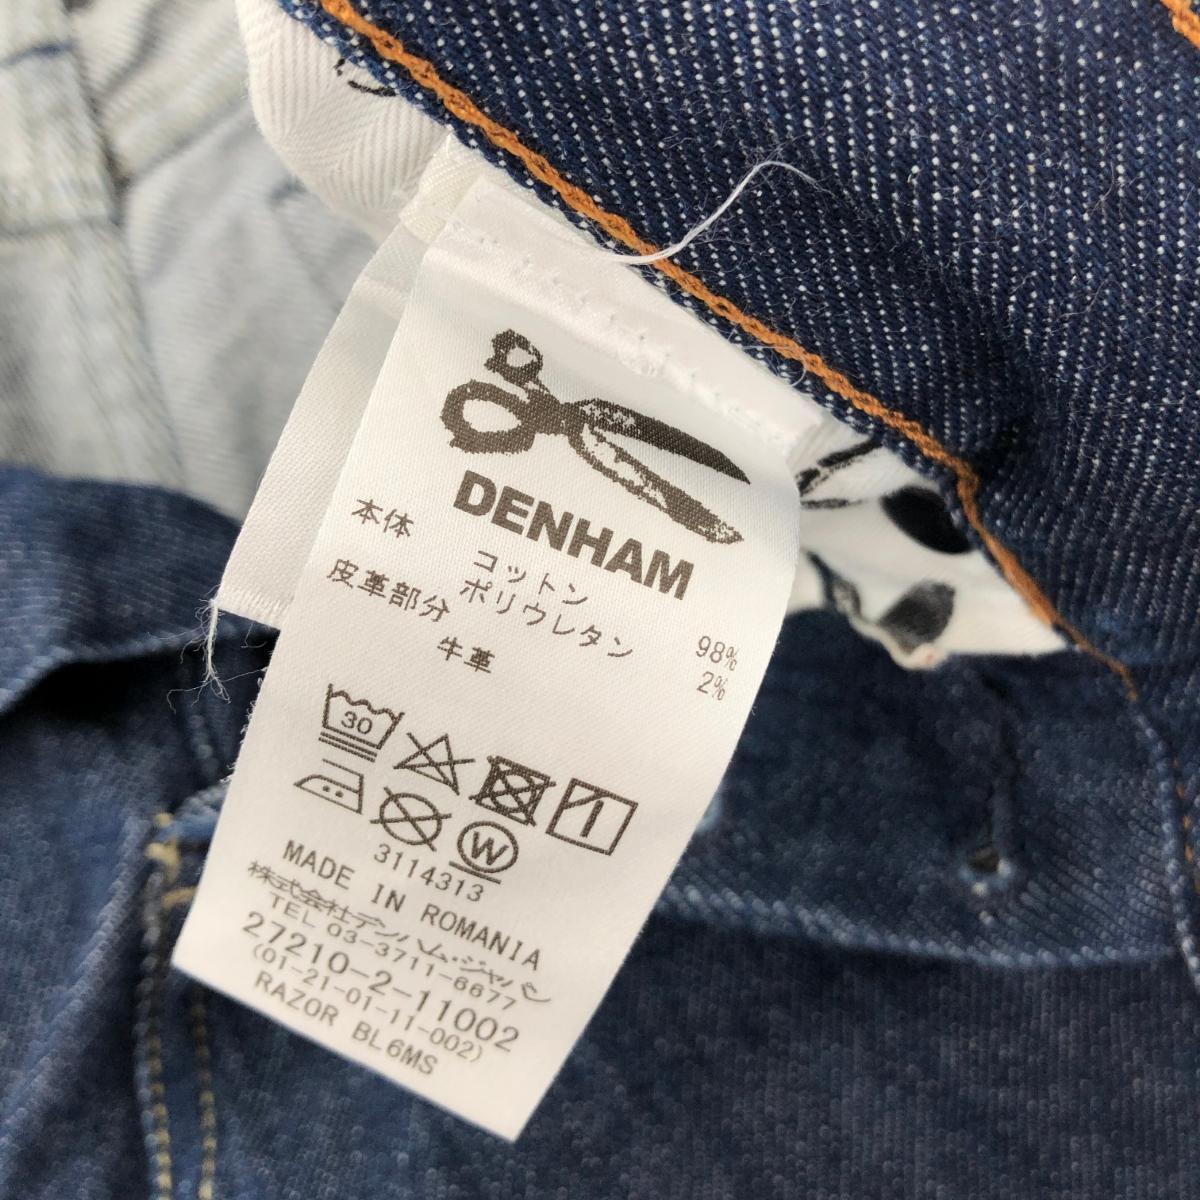 DENHAM
本体 コットン 98%
ポリウレタン 2%
皮革部分
牛革
30
W
3114313
MADE IN ROMANIA
株式会社デンハム・ジャパン
TEL 03-3711-6677
27210-2-11002
(01-21-01-11-002)
RAZOR BL6MS